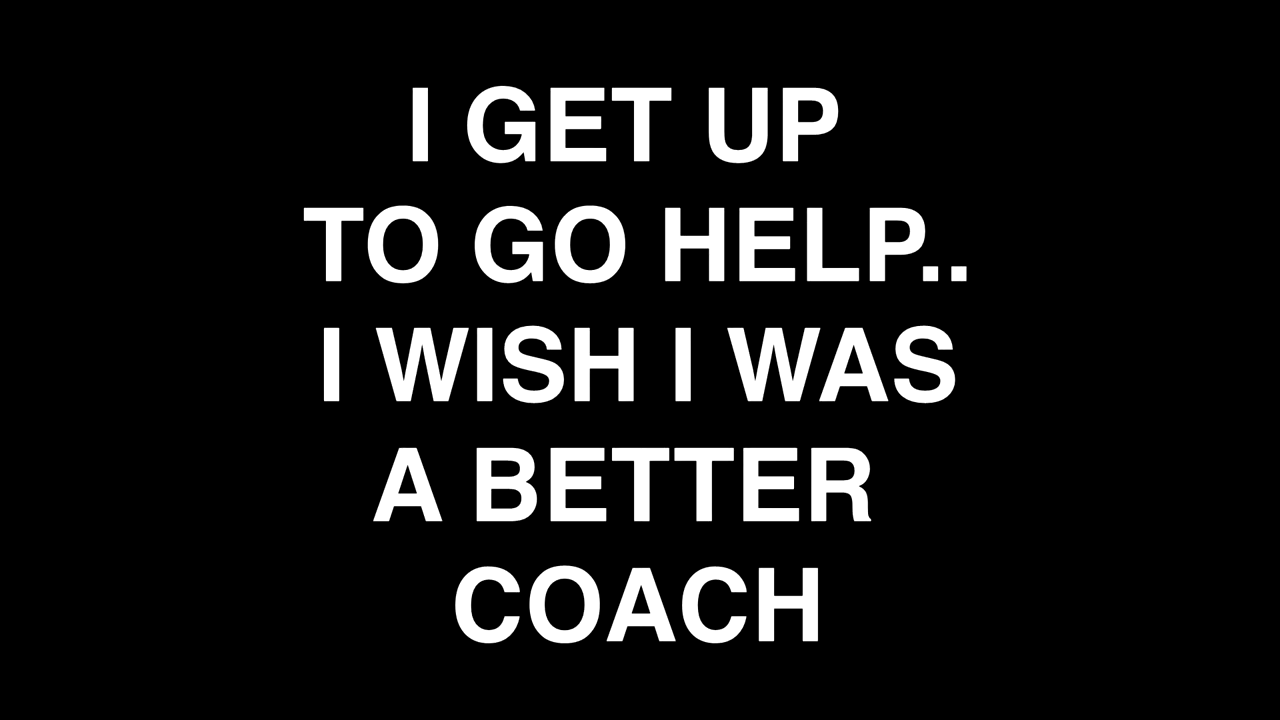 I GET UP
TO GO HELP..
I WISH I WAS
A BETTER
COACH